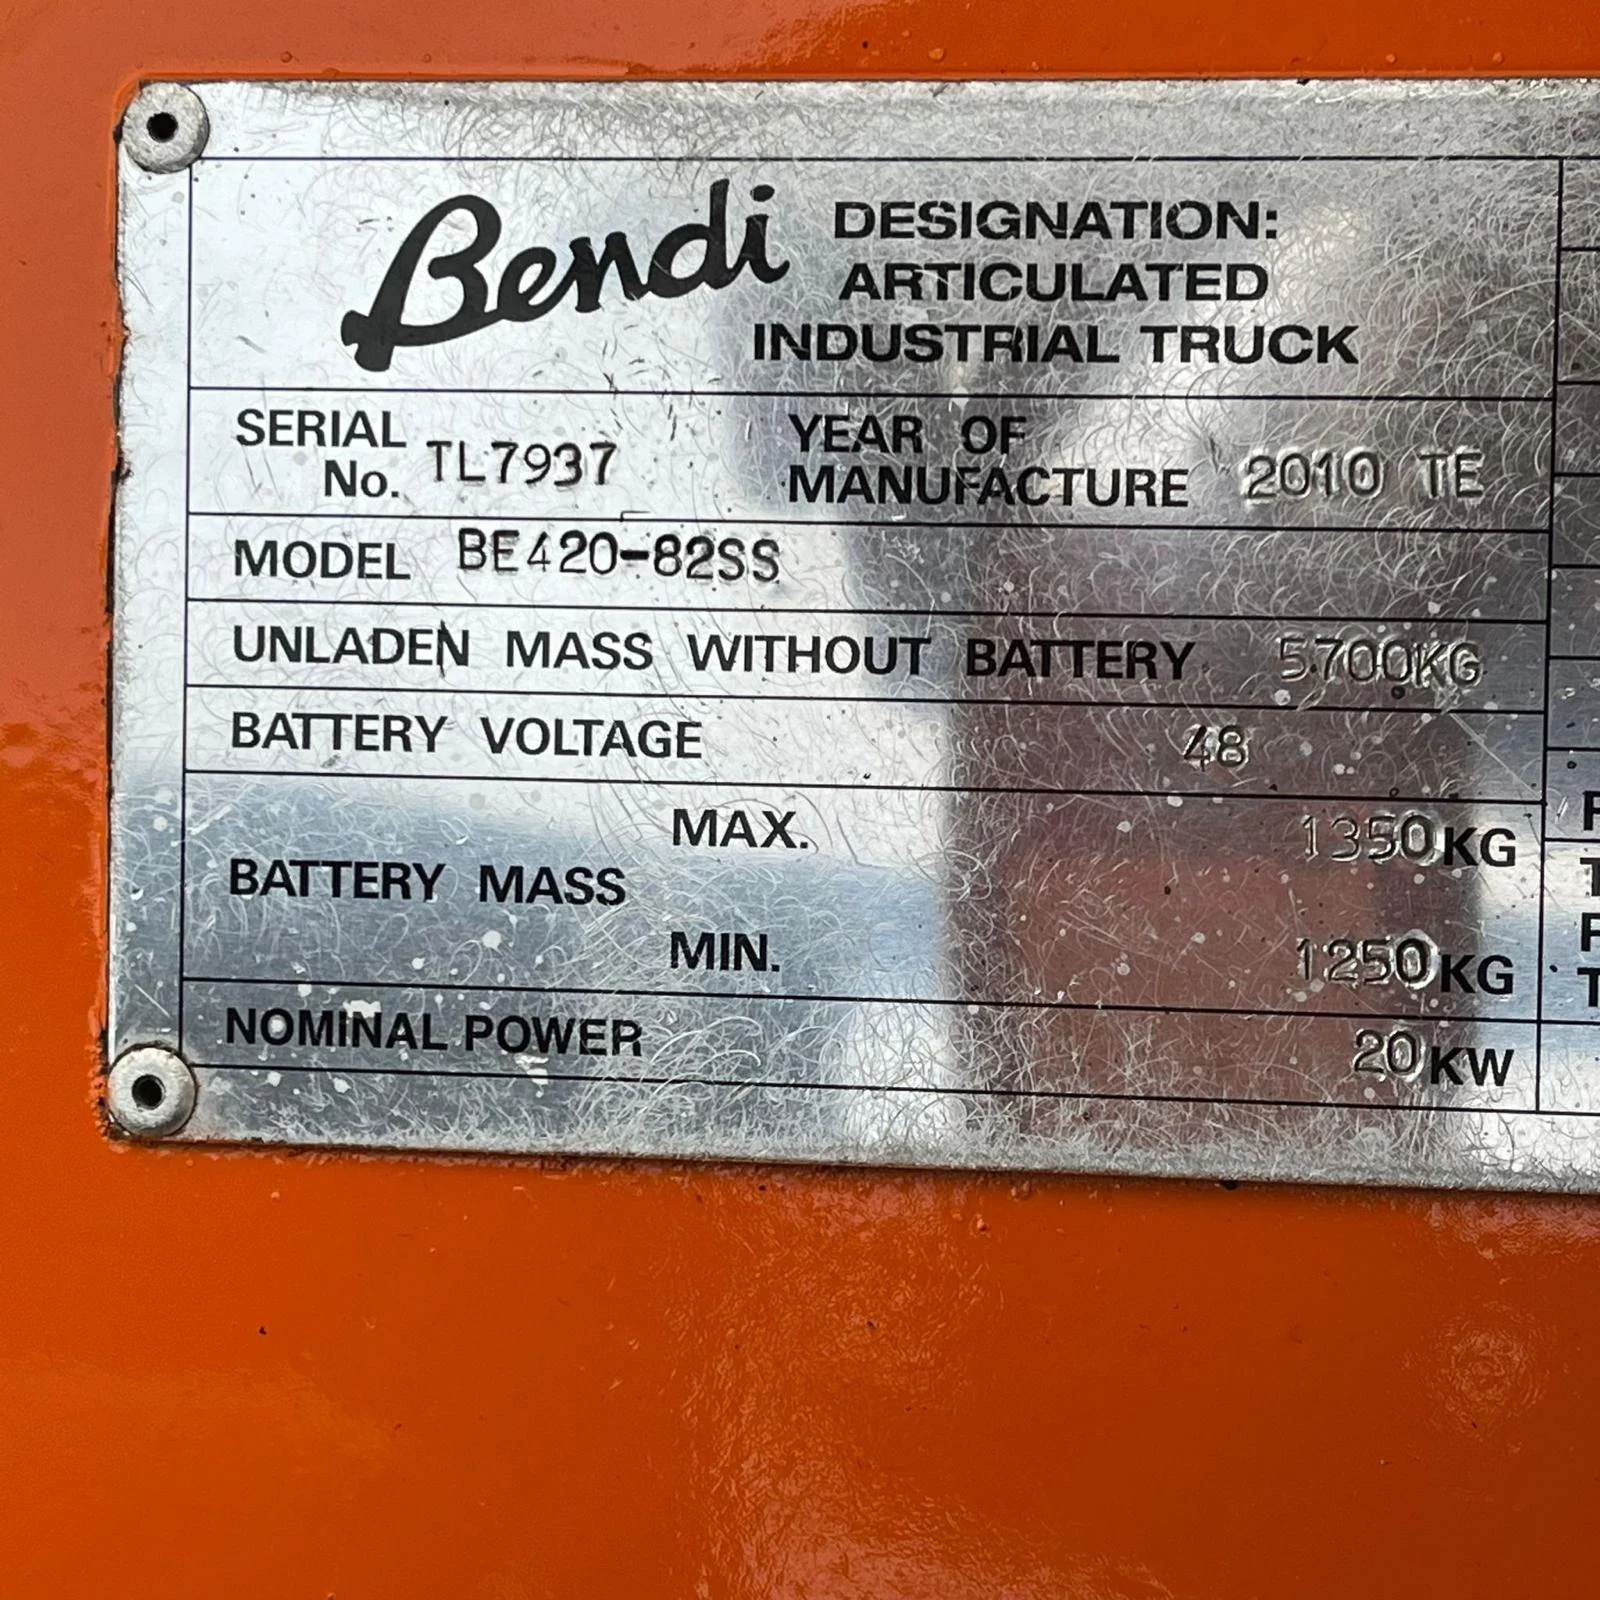 Bendi
DESIGNATION:
ARTICULATED
INDUSTRIAL TRUCK
SERIAL No. TL7937
YEAR OF MANUFACTURE 2010 TE
MODEL BE420-82SS
UNLADEN MASS WITHOUT BATTERY 5700KG
BATTERY VOLTAGE 48
BATTERY MASS
MAX. 1350KG
MIN. 1250KG
NOMINAL POWER 20KW